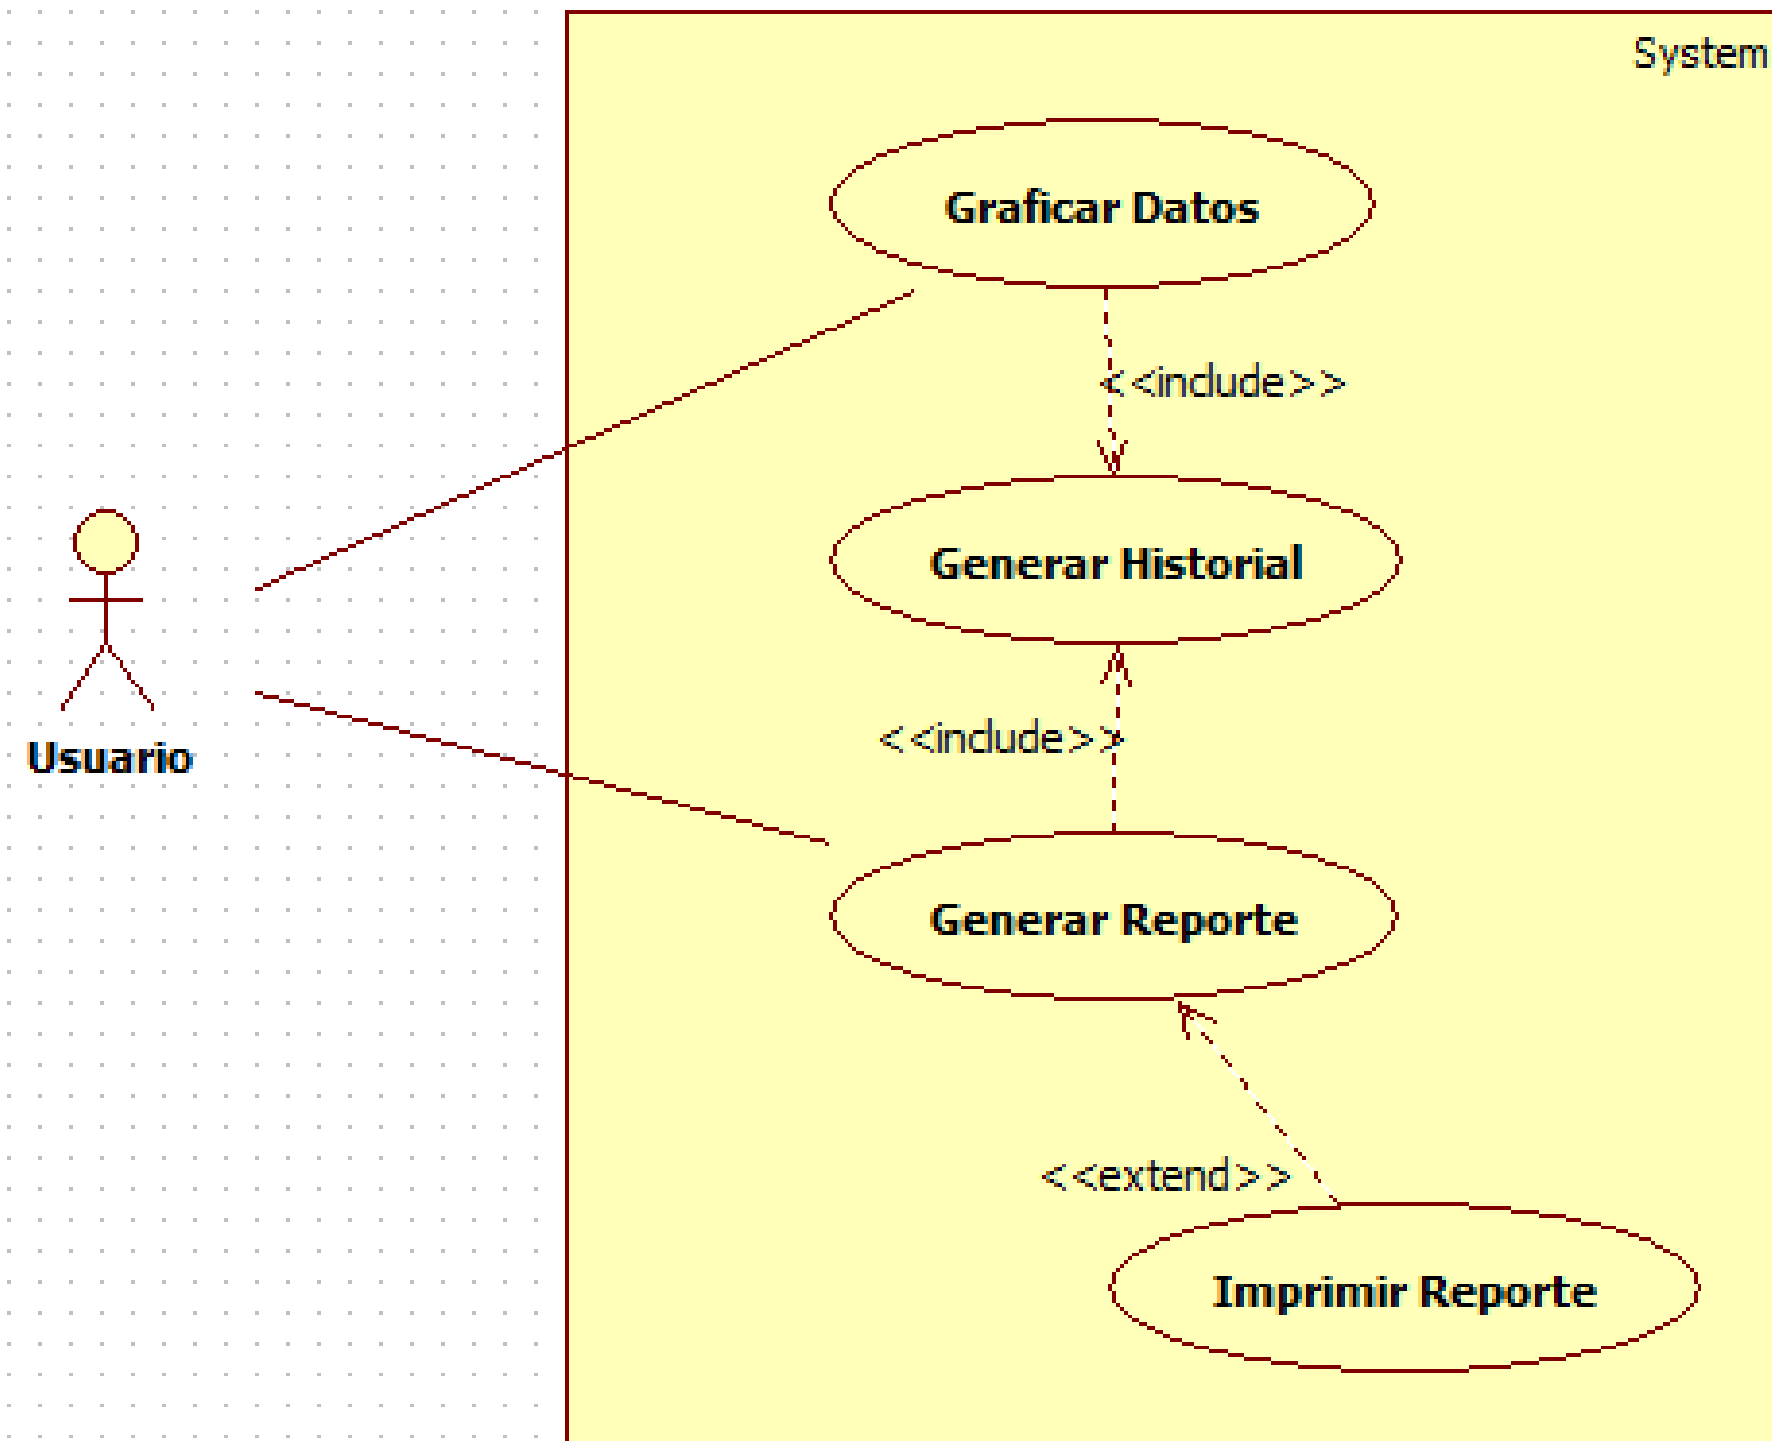 System
Graficar Datos
<<include>>
Generar Historial
<<include>>
Usuario
Generar Reporte
<<extend>>
Imprimir Reporte